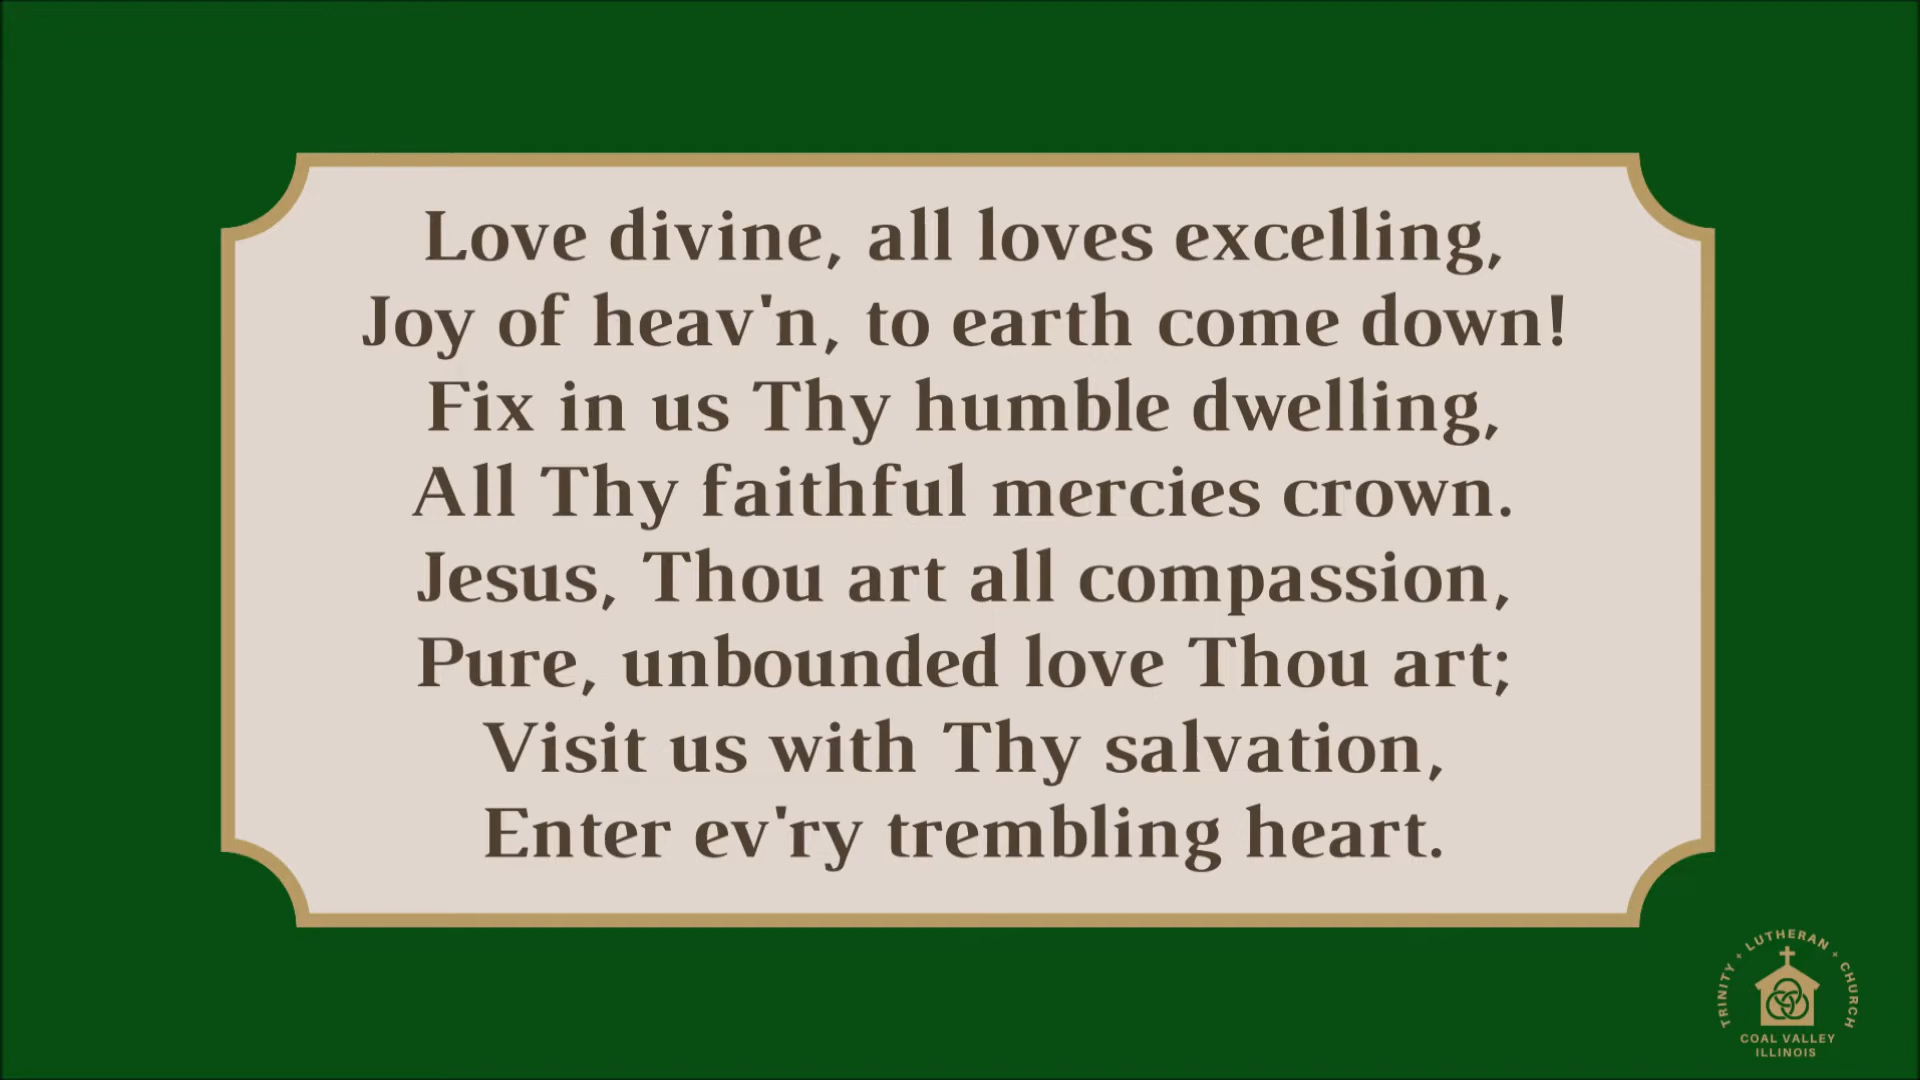 Love divine, all loves excelling,
Joy of heav'n, to earth come down!
Fix in us Thy humble dwelling,
All Thy faithful mercies crown.
Jesus, Thou art all compassion,
Pure, unbounded love Thou art;
Visit us with Thy salvation,
Enter ev'ry trembling heart.
TRINITY + LUTHERAN + CHURCH
COAL VALLEY
ILLINOIS